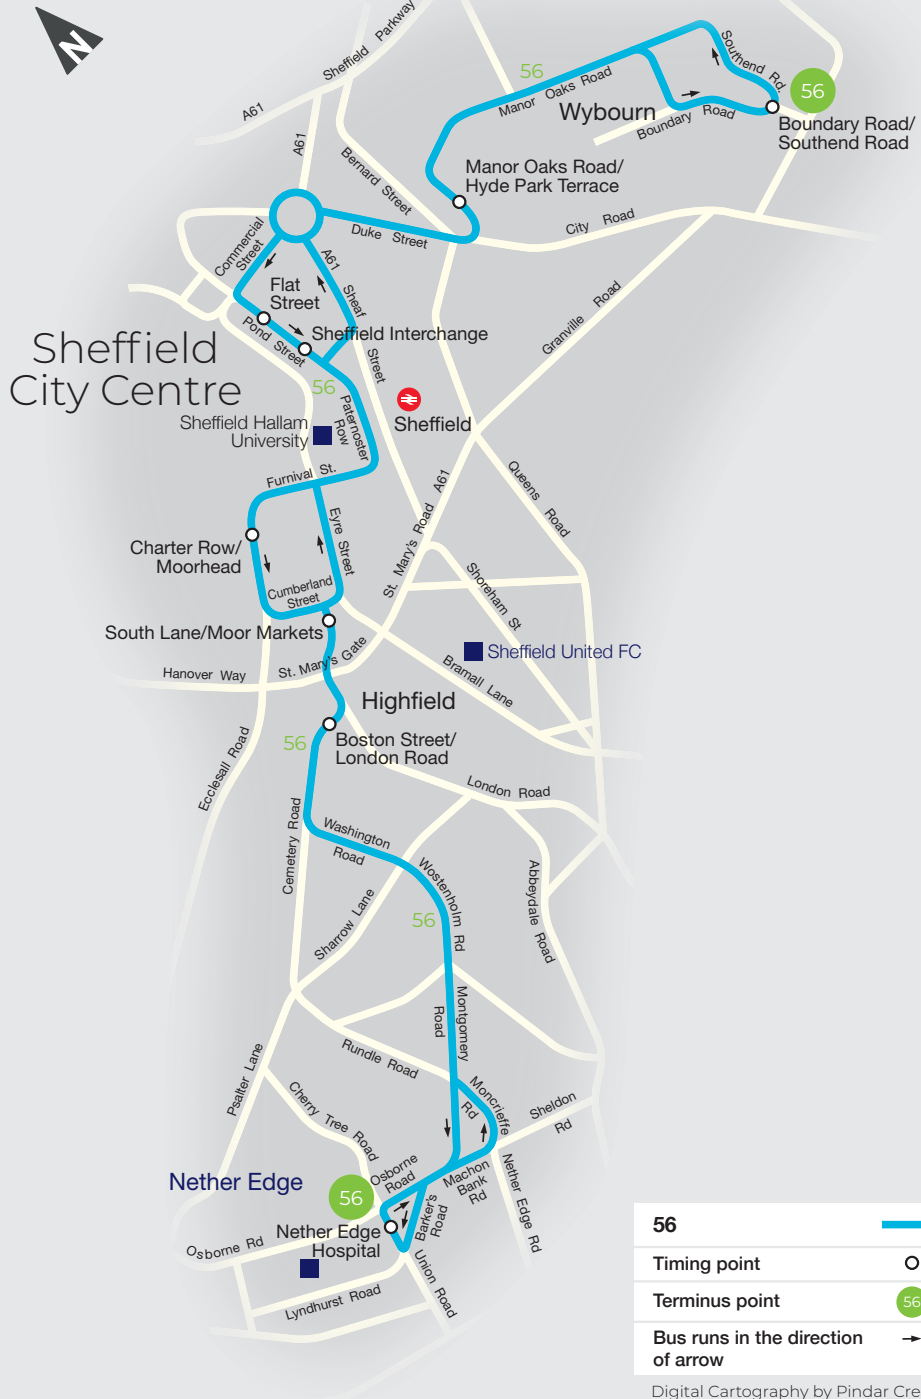 N
Sheffield Parkway
A61
A61
56
Manor Oaks Road
Southend Rd.
56
Wybourn
Boundary Road
Boundary Road/
Southend Road
Bernard Street
Manor Oaks Road/
Hyde Park Terrace
City Road
Duke Street
Commercial
Street
A61
Sheaf
Street
Flat
Street
Granville Road
Sheffield Interchange
Pond Street
Sheffield
City Centre
56
Paternoster
Row
Sheffield
Sheffield Hallam
University
Furnival St.
A61
St. Mary's Road
Queens Road
Eyre Street
Charter Row/
Moorhead
Cumberland
Street
Shoreham St
South Lane/Moor Markets
St. Mary's Gate
Hanover Way
Sheffield United FC
Bramall Lane
Highfield
56
Boston Street/
London Road
Ecclesall Road
London Road
Cemetery Road
Washington
Road
Wostenholm Rd
Abbeydale Road
Sharrow Lane
56
Montgomery
Road
Rundle Road
Psalter Lane
Cherry Tree Road
Moncrieffe
Rd
Sheldon
Rd
Nether Edge
56
Osborne
Road
Machon
Bank
Rd
Nether Edge Rd
Barker's
Road
Nether Edge
Hospital
Osborne Rd
Union Road
Lyndhurst Road
56
Timing point
Terminus point
56
Bus runs in the direction
of arrow
Digital Cartography by Pindar Cre